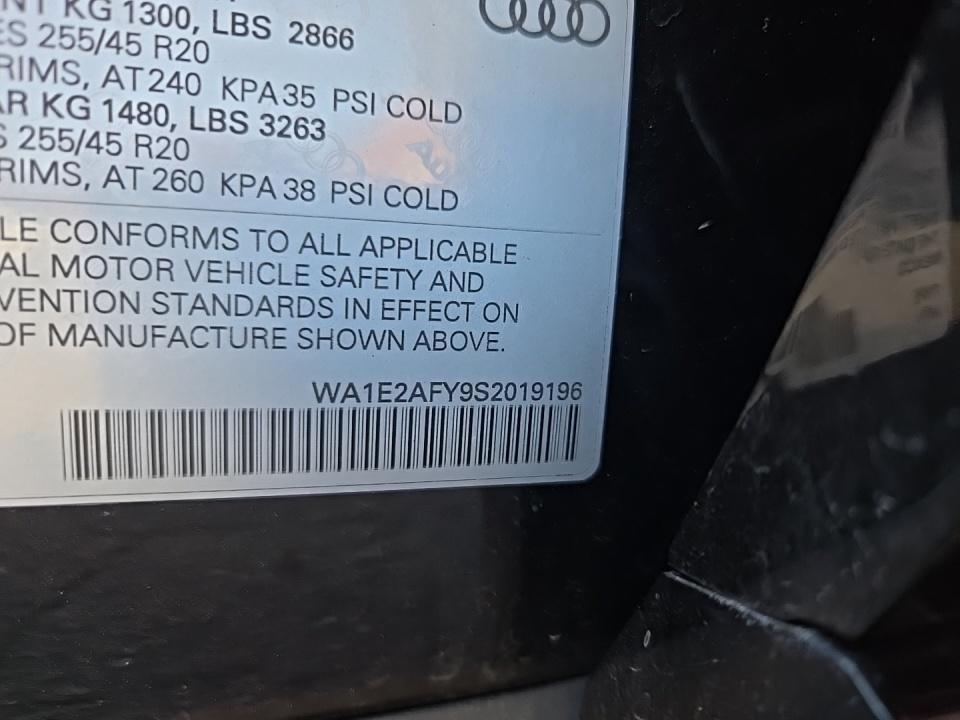 NT KG 1300, LBS 2866
ES 255/45 R20
RIMS, AT 240 KPA 35 PSI COLD
AR KG 1480, LBS 3263
S 255/45 R20
RIMS, AT 260 KPA 38 PSI COLD
LE CONFORMS TO ALL APPLICABLE
AL MOTOR VEHICLE SAFETY AND
VENTION STANDARDS IN EFFECT ON
OF MANUFACTURE SHOWN ABOVE.
WA1E2AFY9S2019196